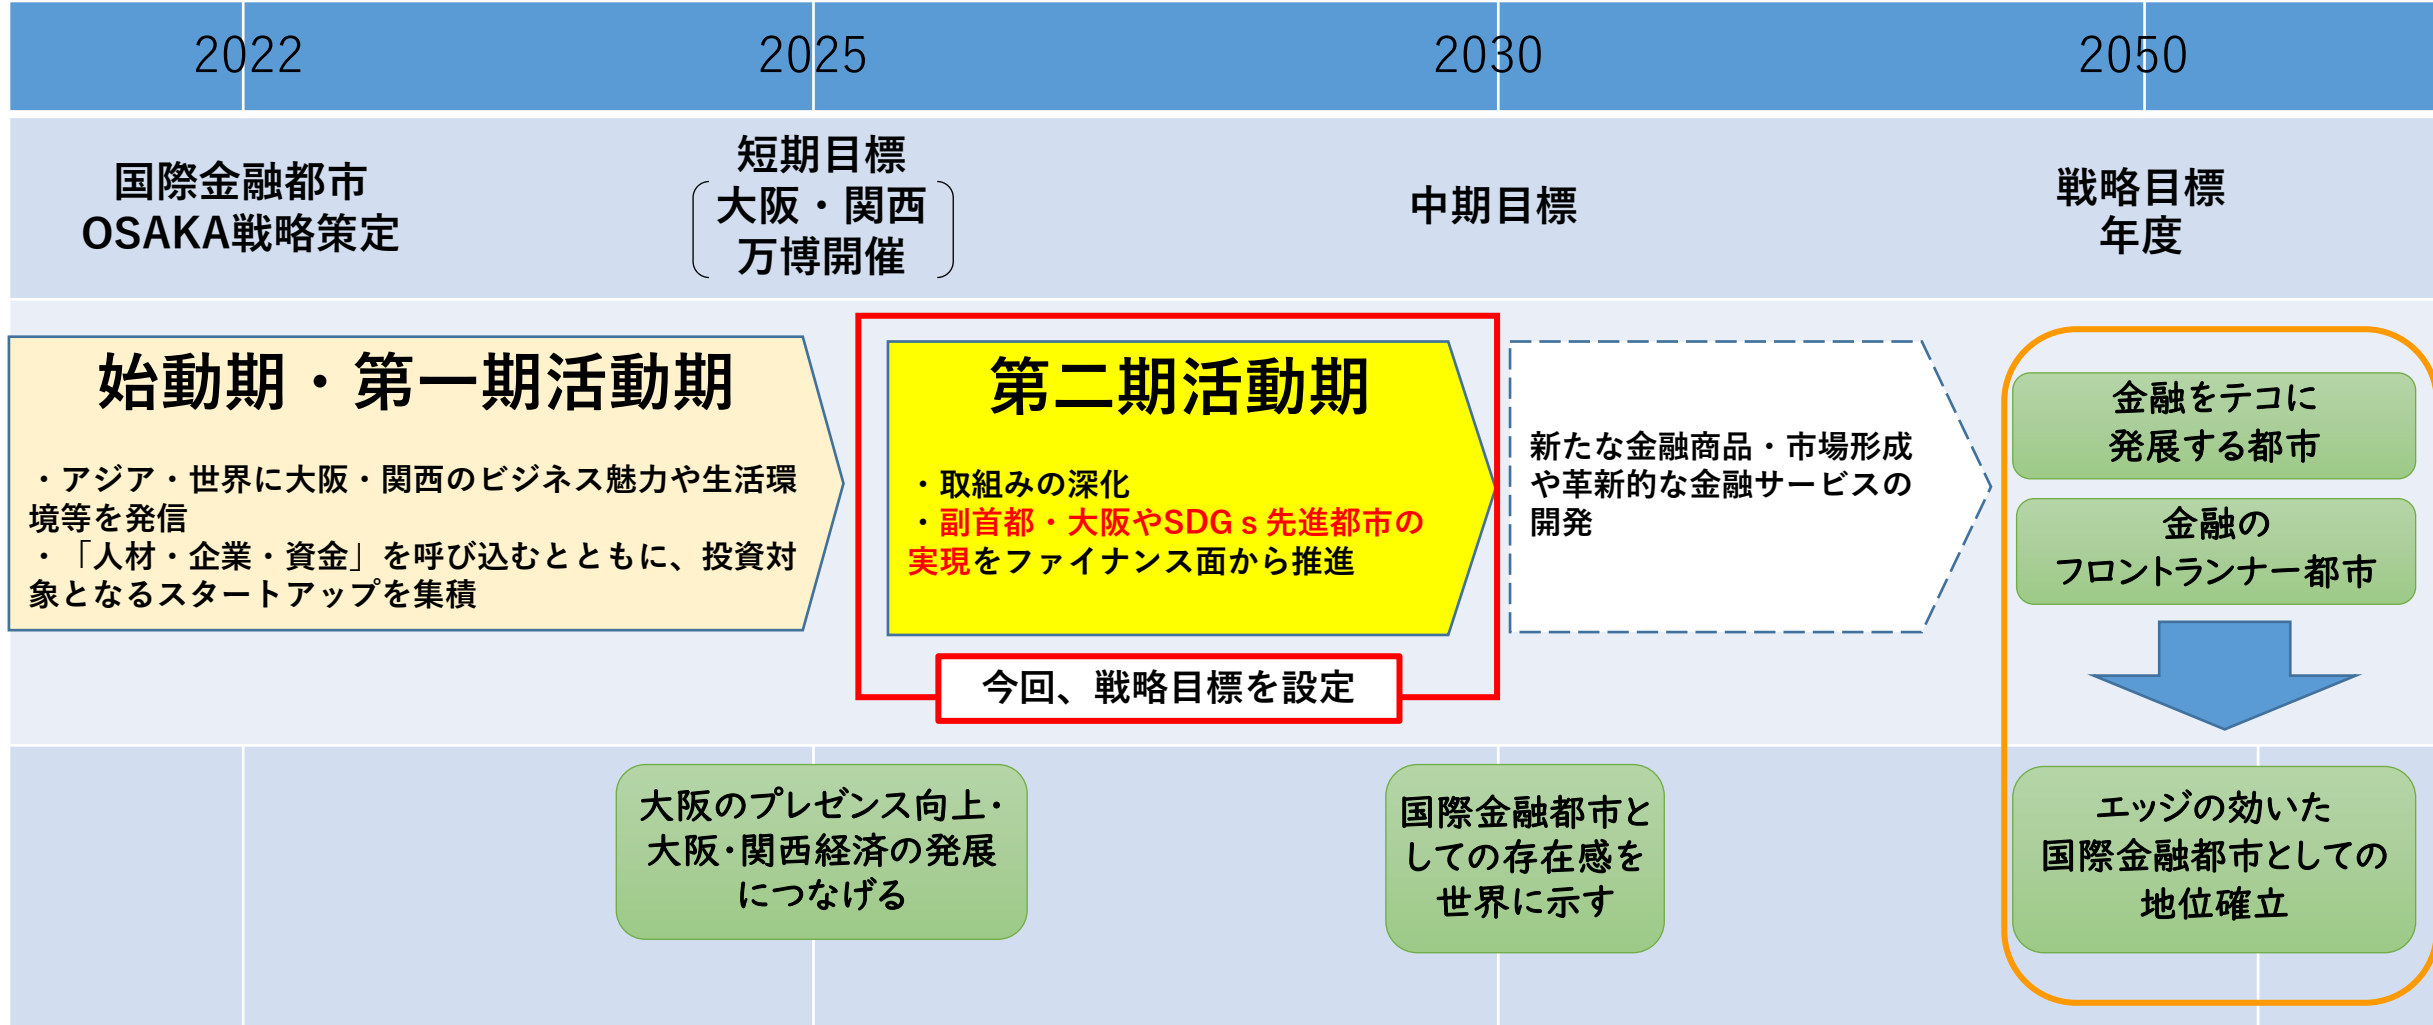 2022
2025
2030
2050
国際金融都市
OSAKA戦略策定
短期目標
大阪・関西
万博開催
中期目標
戦略目標
年度
始動期・第一期活動期
・アジア・世界に大阪・関西のビジネス魅力や生活環
境等を発信
・「人材・企業・資金」を呼び込むとともに、投資対
象となるスタートアップを集積
第二期活動期
・取組みの深化
・副首都・大阪やSDGｓ先進都市の
実現をファイナンス面から推進
今回、戦略目標を設定
新たな金融商品・市場形成
や革新的な金融サービスの
開発
金融をテコに
発展する都市
金融の
フロントランナー都市
大阪のプレゼンス向上・
大阪・関西経済の発展
につなげる
国際金融都市と
しての存在感を
世界に示す
エッジの効いた
国際金融都市としての
地位確立